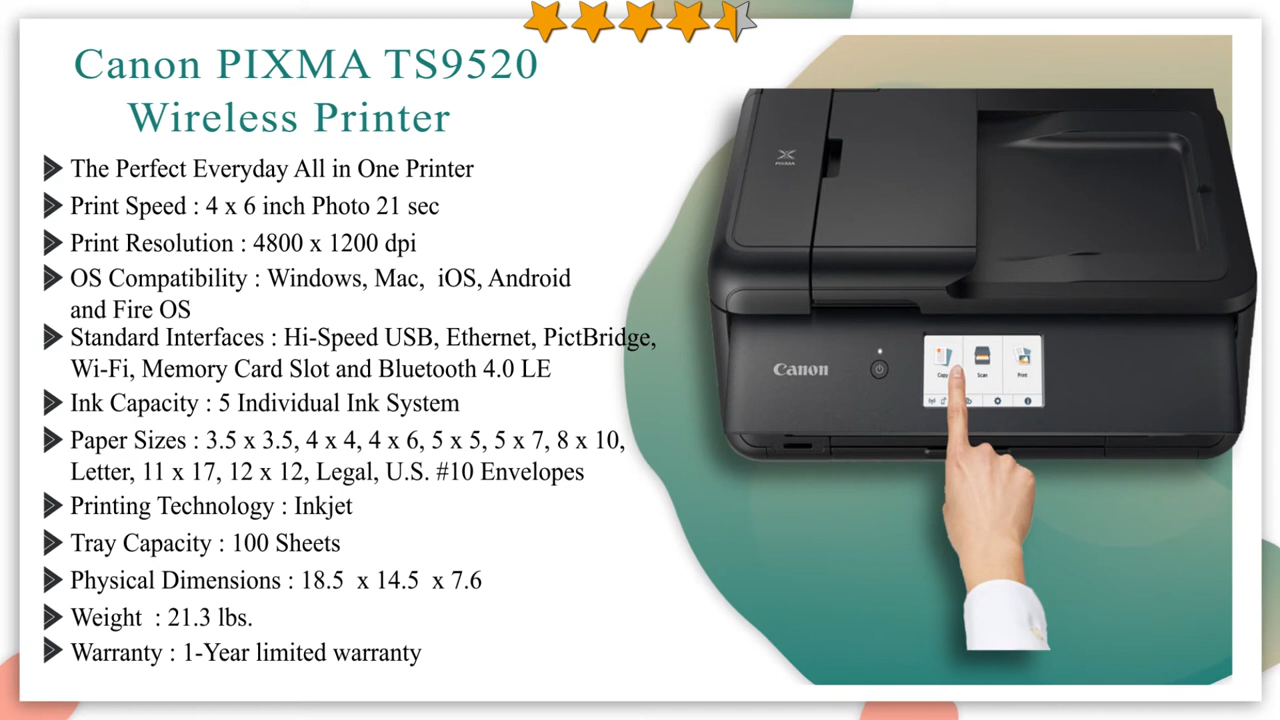 Canon PIXMA TS9520
Wireless Printer
The Perfect Everyday All in One Printer
Print Speed : 4 x 6 inch Photo 21 sec
Print Resolution : 4800 x 1200 dpi
OS Compatibility : Windows, Mac, iOS, Android
and Fire OS
Standard Interfaces : Hi-Speed USB, Ethernet, PictBridge,
Wi-Fi, Memory Card Slot and Bluetooth 4.0 LE
Ink Capacity : 5 Individual Ink System
Paper Sizes : 3.5 x 3.5, 4 x 4, 4 x 6, 5 x 5, 5 x 7, 8 x 10,
Letter, 11 x 17, 12 x 12, Legal, U.S. #10 Envelopes
Printing Technology : Inkjet
Tray Capacity : 100 Sheets
Physical Dimensions : 18.5 x 14.5 x 7.6
Weight : 21.3 lbs.
Warranty : 1-Year limited warranty
PIXMA
Canon
Scan Print